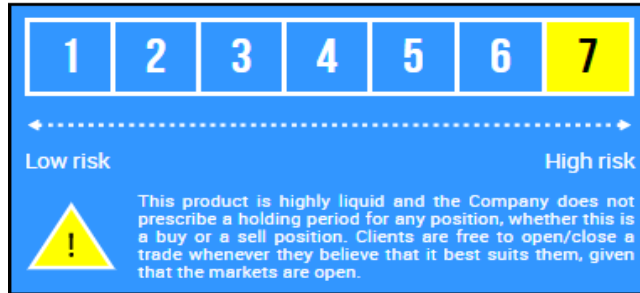 1 2 3 4 5 6 7
Low risk High risk
This product is highly liquid and the Company does not
prescribe a holding period for any position, whether this is
a buy or a sell position. Clients are free to open/close a
trade whenever they believe that it best suits them, given
that the markets are open.
!